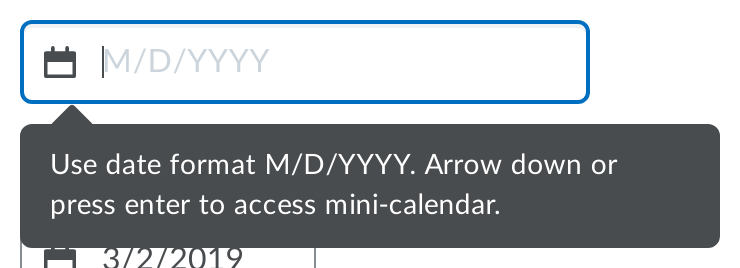 M/D/YYYY
Use date format M/D/YYYY. Arrow down or
press enter to access mini-calendar.
3/2/2019